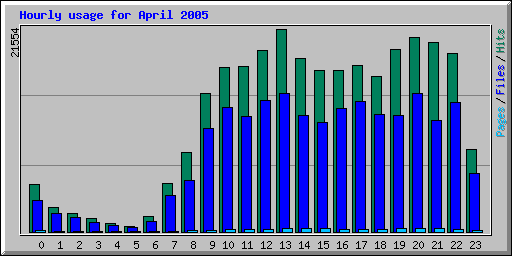 Hourly usage for April 2005
21554
Pages / Files / Hits
0 1 2 3 4 5 6 7 8 9 10 11 12 13 14 15 16 17 18 19 20 21 22 23